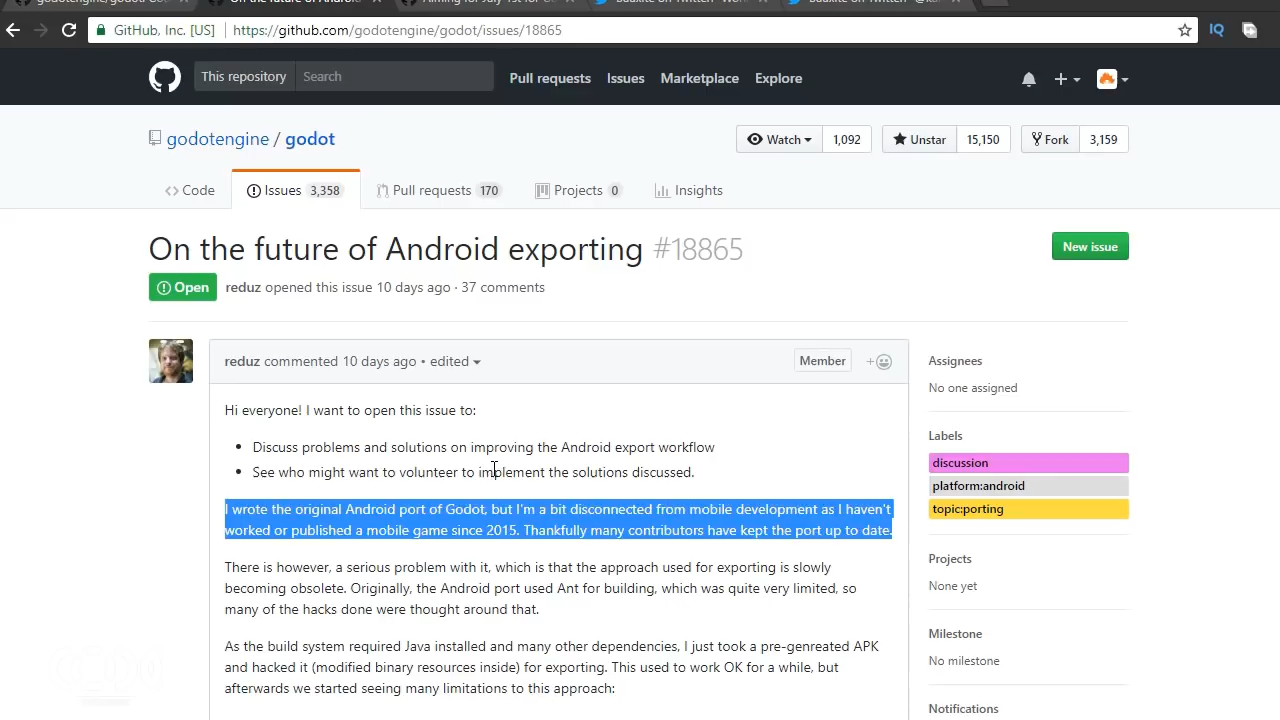 On the future of Android
GitHub, Inc. [US]
https://github.com/godotengine/godot/issues/18865
IQ
This repository
Search
Pull requests
Issues
Marketplace
Explore
godotengine / godot
Watch
1,092
Unstar
15,150
Fork
3,159
Code
Issues 3,358
Pull requests 170
Projects 0
Insights
On the future of Android exporting #18865
New issue
Open
reduz opened this issue 10 days ago · 37 comments
reduz commented 10 days ago • edited
Member
Hi everyone! I want to open this issue to:
• Discuss problems and solutions on improving the Android export workflow
• See who might want to volunteer to implement the solutions discussed.
I wrote the original Android port of Godot, but I'm a bit disconnected from mobile development as I haven't
worked or published a mobile game since 2015. Thankfully many contributors have kept the port up to date.
There is however, a serious problem with it, which is that the approach used for exporting is slowly
becoming obsolete. Originally, the Android port used Ant for building, which was quite very limited, so
many of the hacks done were thought around that.
As the build system required Java installed and many other dependencies, I just took a pre-genreated APK
and hacked it (modified binary resources inside) for exporting. This used to work OK for a while, but
afterwards we started seeing many limitations to this approach:
Assignees
No one assigned
Labels
discussion
platform:android
topic:porting
Projects
None yet
Milestone
No milestone
Notifications